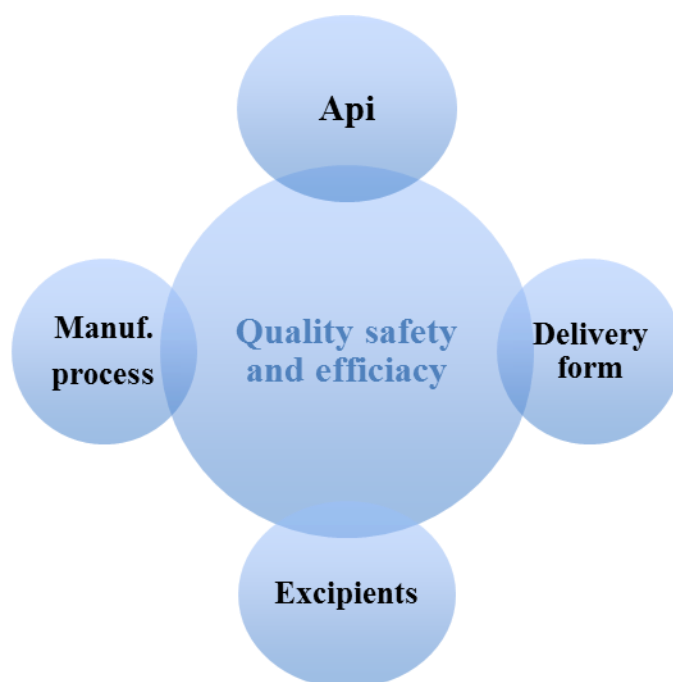 Api
Manuf.
process
Quality safety
and efficiacy
Delivery
form
Excipients